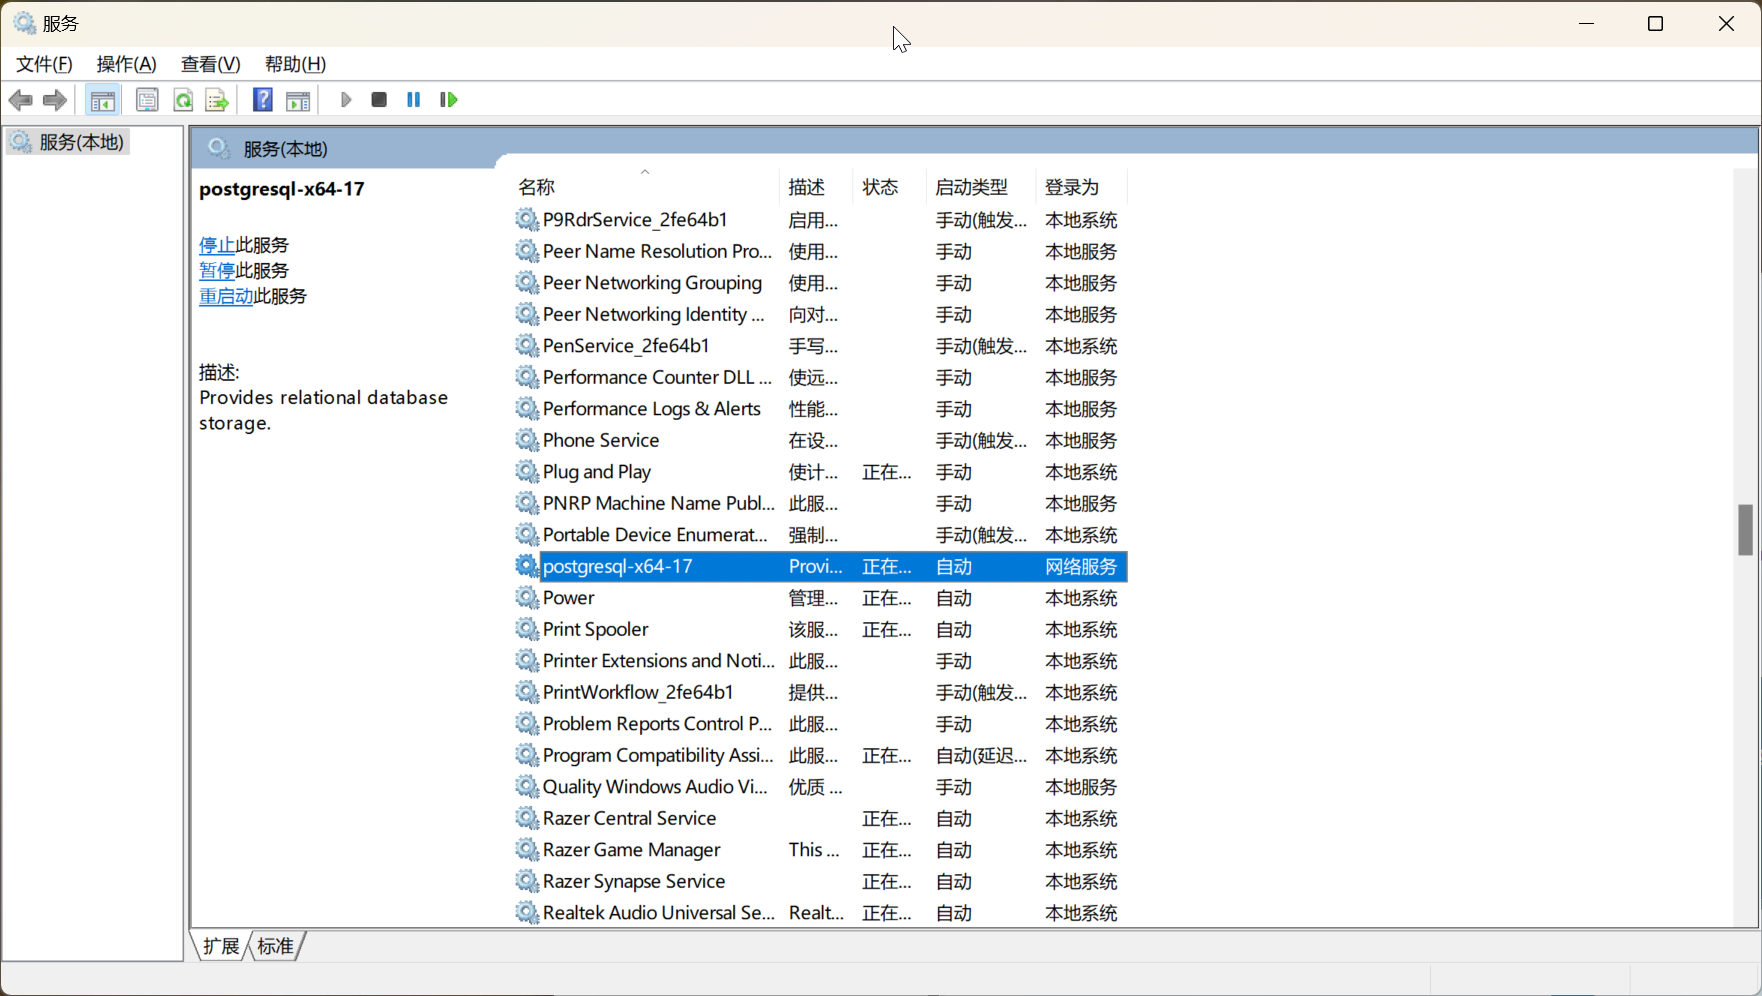 服务
文件(F) 操作(A) 查看(V) 帮助(H)
服务(本地)
服务(本地)
postgresql-x64-17
停止此服务
暂停此服务
重启动此服务
描述:
Provides relational database
storage.
名称 描述 状态 启动类型 登录为
P9RdrService_2fe64b1 启用... 手动(触发... 本地系统
Peer Name Resolution Pro... 使用... 手动 本地服务
Peer Networking Grouping 使用... 手动 本地服务
Peer Networking Identity ... 向对... 手动 本地服务
PenService_2fe64b1 手写... 手动(触发... 本地系统
Performance Counter DLL ... 使远... 手动 本地服务
Performance Logs & Alerts 性能... 手动 本地服务
Phone Service 在设... 手动(触发... 本地服务
Plug and Play 使计... 正在... 手动 本地系统
PNRP Machine Name Publ... 此服... 手动 本地服务
Portable Device Enumerat... 强制... 手动(触发... 本地系统
postgresql-x64-17 Provi... 正在... 自动 网络服务
Power 管理... 正在... 自动 本地系统
Print Spooler 该服... 正在... 自动 本地系统
Printer Extensions and Noti... 此服... 手动 本地系统
PrintWorkflow_2fe64b1 提供... 手动(触发... 本地系统
Problem Reports Control P... 此服... 手动 本地系统
Program Compatibility Assi... 此服... 正在... 自动(延迟... 本地系统
Quality Windows Audio Vi... 优质 ... 手动 本地服务
Razer Central Service 正在... 自动 本地系统
Razer Game Manager This ... 正在... 自动 本地系统
Razer Synapse Service 正在... 自动 本地系统
Realtek Audio Universal Se... Realt... 正在... 自动 本地系统
扩展 标准